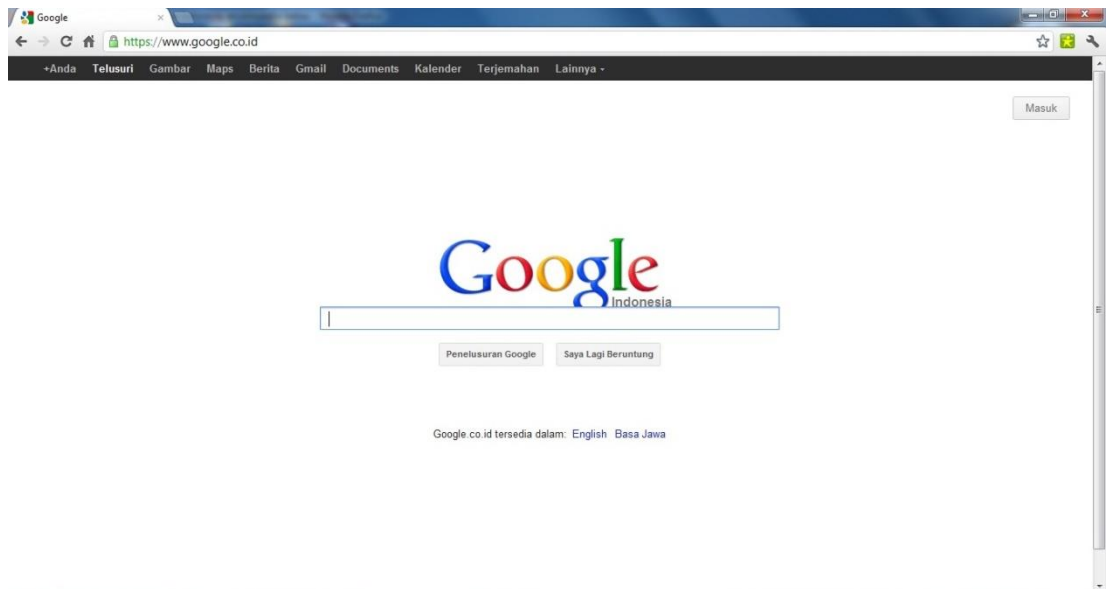 Google
https://www.google.co.id
+Anda Telusuri Gambar Maps Berita Gmail Documents Kalender Terjemahan Lainnya
Masuk
Google
Indonesia
Penelusuran Google Saya Lagi Beruntung
Google.co.id tersedia dalam: English Basa Jawa